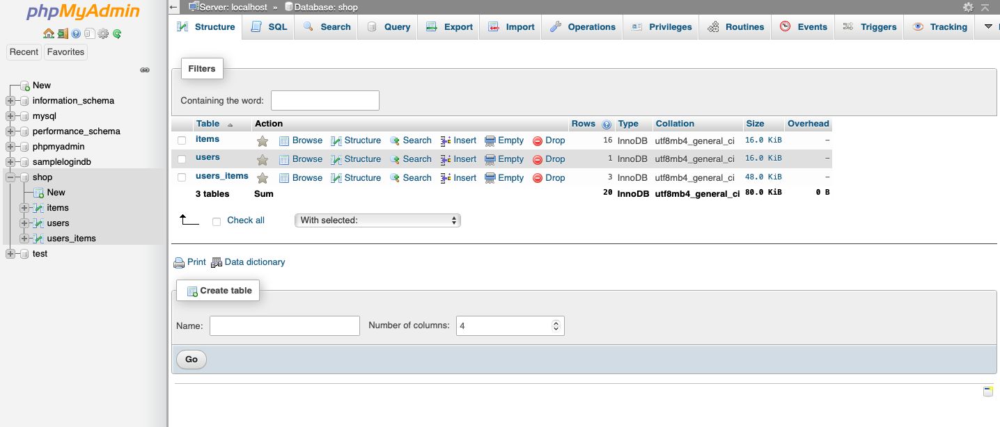 phpMyAdmin
Recent Favorites
New
information_schema
mysql
performance_schema
phpmyadmin
samplelogindb
shop
New
items
users
users_items
test
Server: localhost » Database: shop
Structure SQL Search Query Export Import Operations Privileges Routines Events Triggers Tracking
Filters
Containing the word:
Table Action Rows Type Collation Size Overhead
items Browse Structure Search Insert Empty Drop 16 InnoDB utf8mb4_general_ci 16.0 KiB –
users Browse Structure Search Insert Empty Drop 1 InnoDB utf8mb4_general_ci 16.0 KiB –
users_items Browse Structure Search Insert Empty Drop 3 InnoDB utf8mb4_general_ci 48.0 KiB –
3 tables Sum 20 InnoDB utf8mb4_general_ci 80.0 KiB 0 B
Check all With selected:
Print Data dictionary
Create table
Name: Number of columns: 4
Go